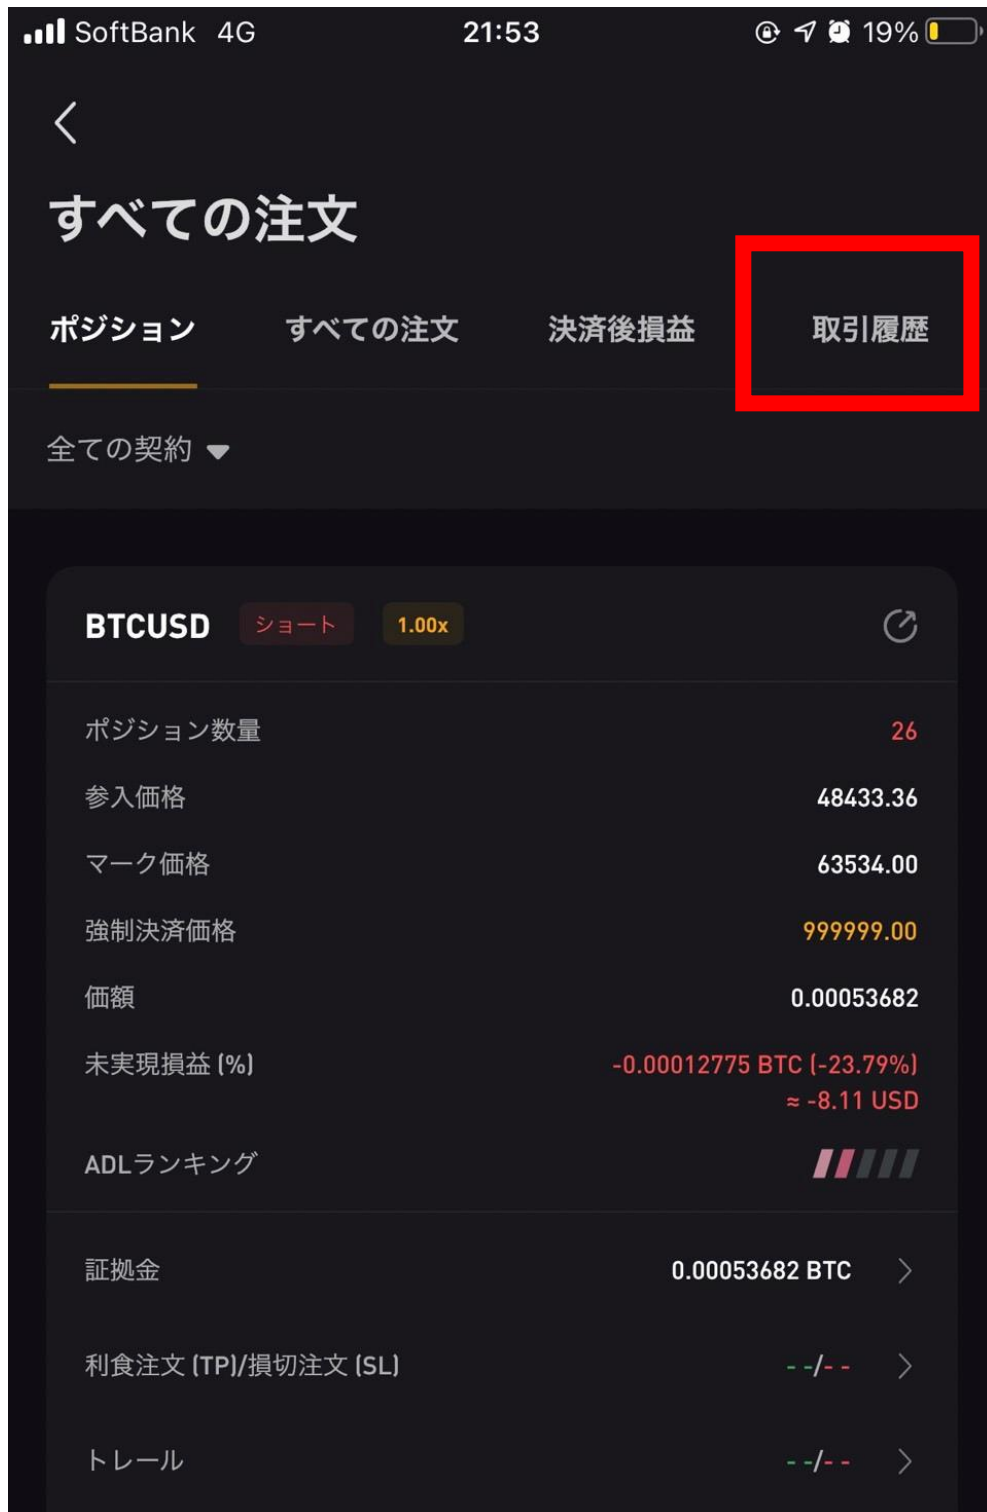 SoftBank 4G 21:53 19%
すべての注文
ポジション すべての注文 決済後損益 取引履歴
全ての契約
BTCUSD ショート 1.00x
ポジション数量 26
参入価格 48433.36
マーク価格 63534.00
強制決済価格 999999.00
価額 0.00053682
未実現損益 (%) -0.00012775 BTC (-23.79%)
≈ -8.11 USD
ADLランキング
証拠金 0.00053682 BTC
利食注文 (TP)/損切注文 (SL) - -/- -
トレール - -/- -